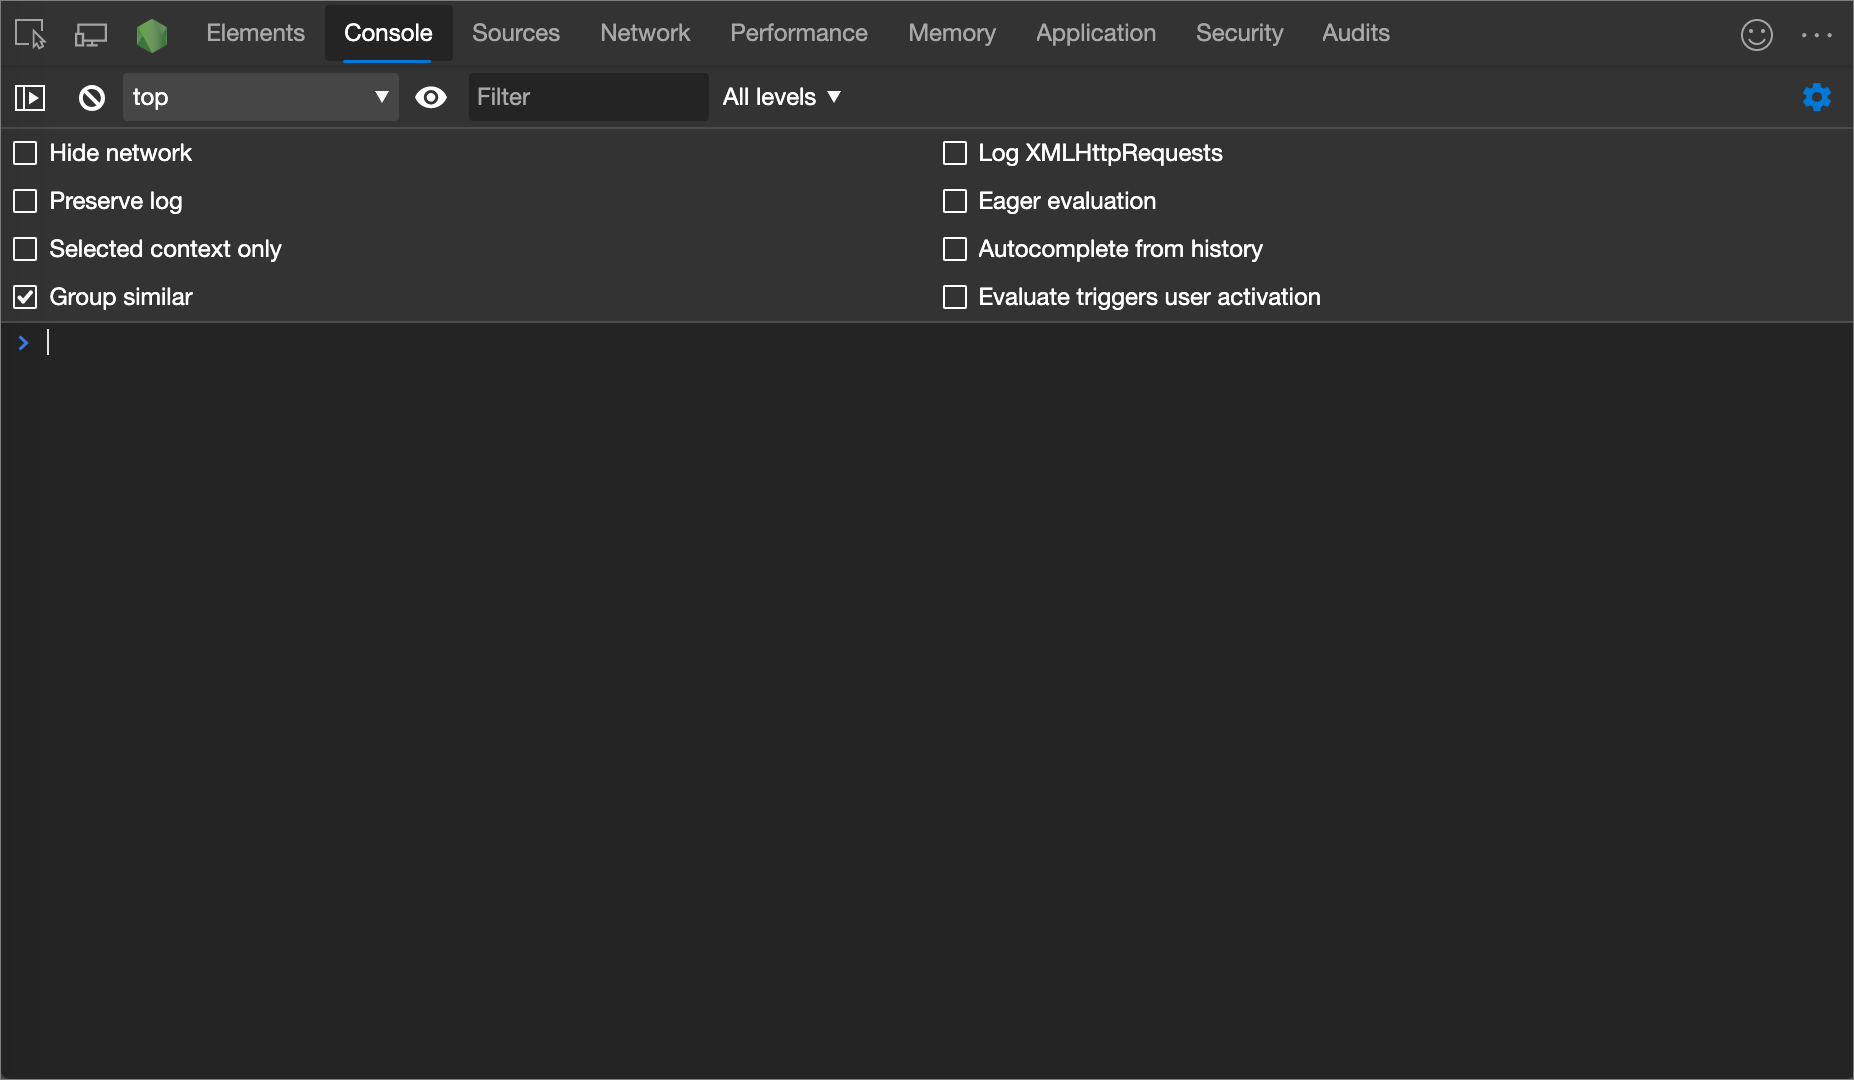 Elements Console Sources Network Performance Memory Application Security Audits
top Filter All levels
Hide network Log XMLHttpRequests
Preserve log Eager evaluation
Selected context only Autocomplete from history
Group similar Evaluate triggers user activation